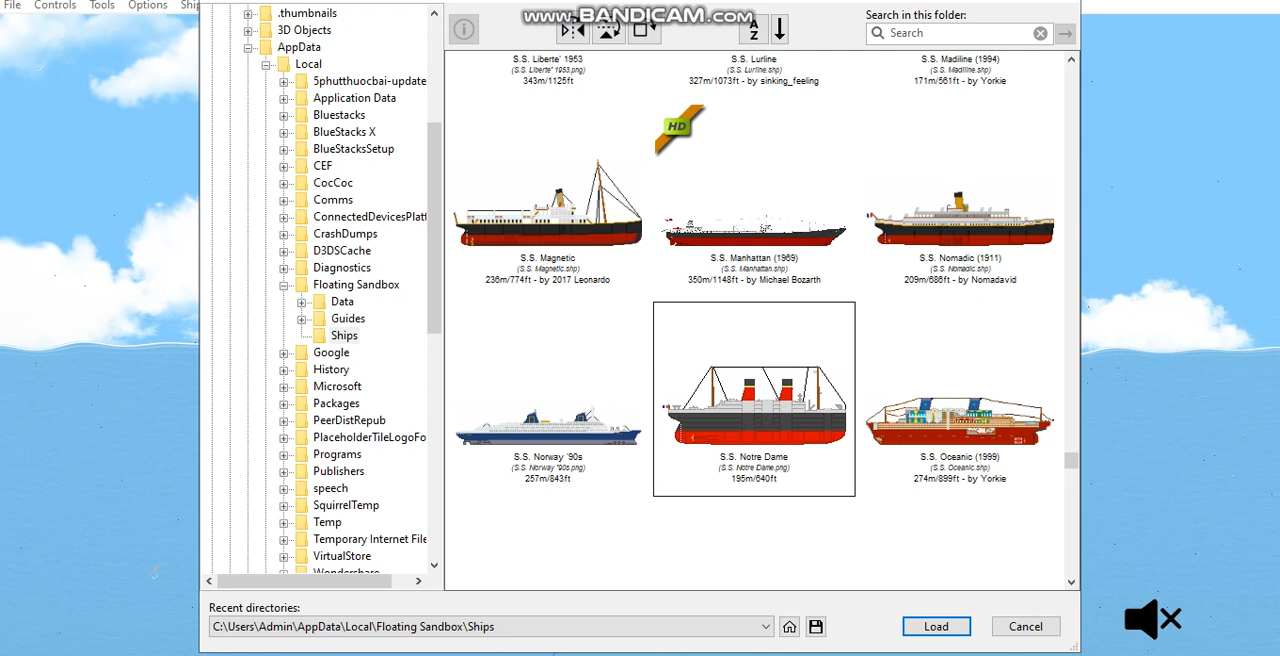 File Controls Tools Options Ship
www.BANDICAM.com
Search in this folder:
Search
A
Z
.thumbnails
3D Objects
AppData
Local
5phutthuocbai-update
Application Data
Bluestacks
BlueStacks X
BlueStacksSetup
CEF
CocCoc
Comms
ConnectedDevicesPlatf
CrashDumps
D3DSCache
Diagnostics
Floating Sandbox
Data
Guides
Ships
Google
History
Microsoft
Packages
PeerDistRepub
PlaceholderTileLogoFo
Programs
Publishers
speech
SquirrelTemp
Temp
Temporary Internet File
VirtualStore
Wondershare
S.S. Liberte' 1953
(S.S. Liberte' 1953.png)
343m/1125ft
S.S. Lurline
(S.S. Lurline.shp)
327m/1073ft - by sinking_feeling
S.S. Madiline (1994)
(S.S. Madiline.shp)
171m/561ft - by Yorkie
HD
S.S. Magnetic
(S.S. Magnetic.shp)
236m/774ft - by 2017 Leonardo
S.S. Manhattan (1969)
(S.S. Manhattan.shp)
350m/1148ft - by Michael Bozarth
S.S. Nomadic (1911)
(S.S. Nomadic.shp)
209m/686ft - by Nomadavid
S.S. Norway '90s
(S.S. Norway '90s.png)
257m/843ft
S.S. Notre Dame
(S.S. Notre Dame.png)
195m/640ft
S.S. Oceanic (1999)
(S.S. Oceanic.shp)
274m/899ft - by Yorkie
Recent directories:
C:\Users\Admin\AppData\Local\Floating Sandbox\Ships
Load
Cancel